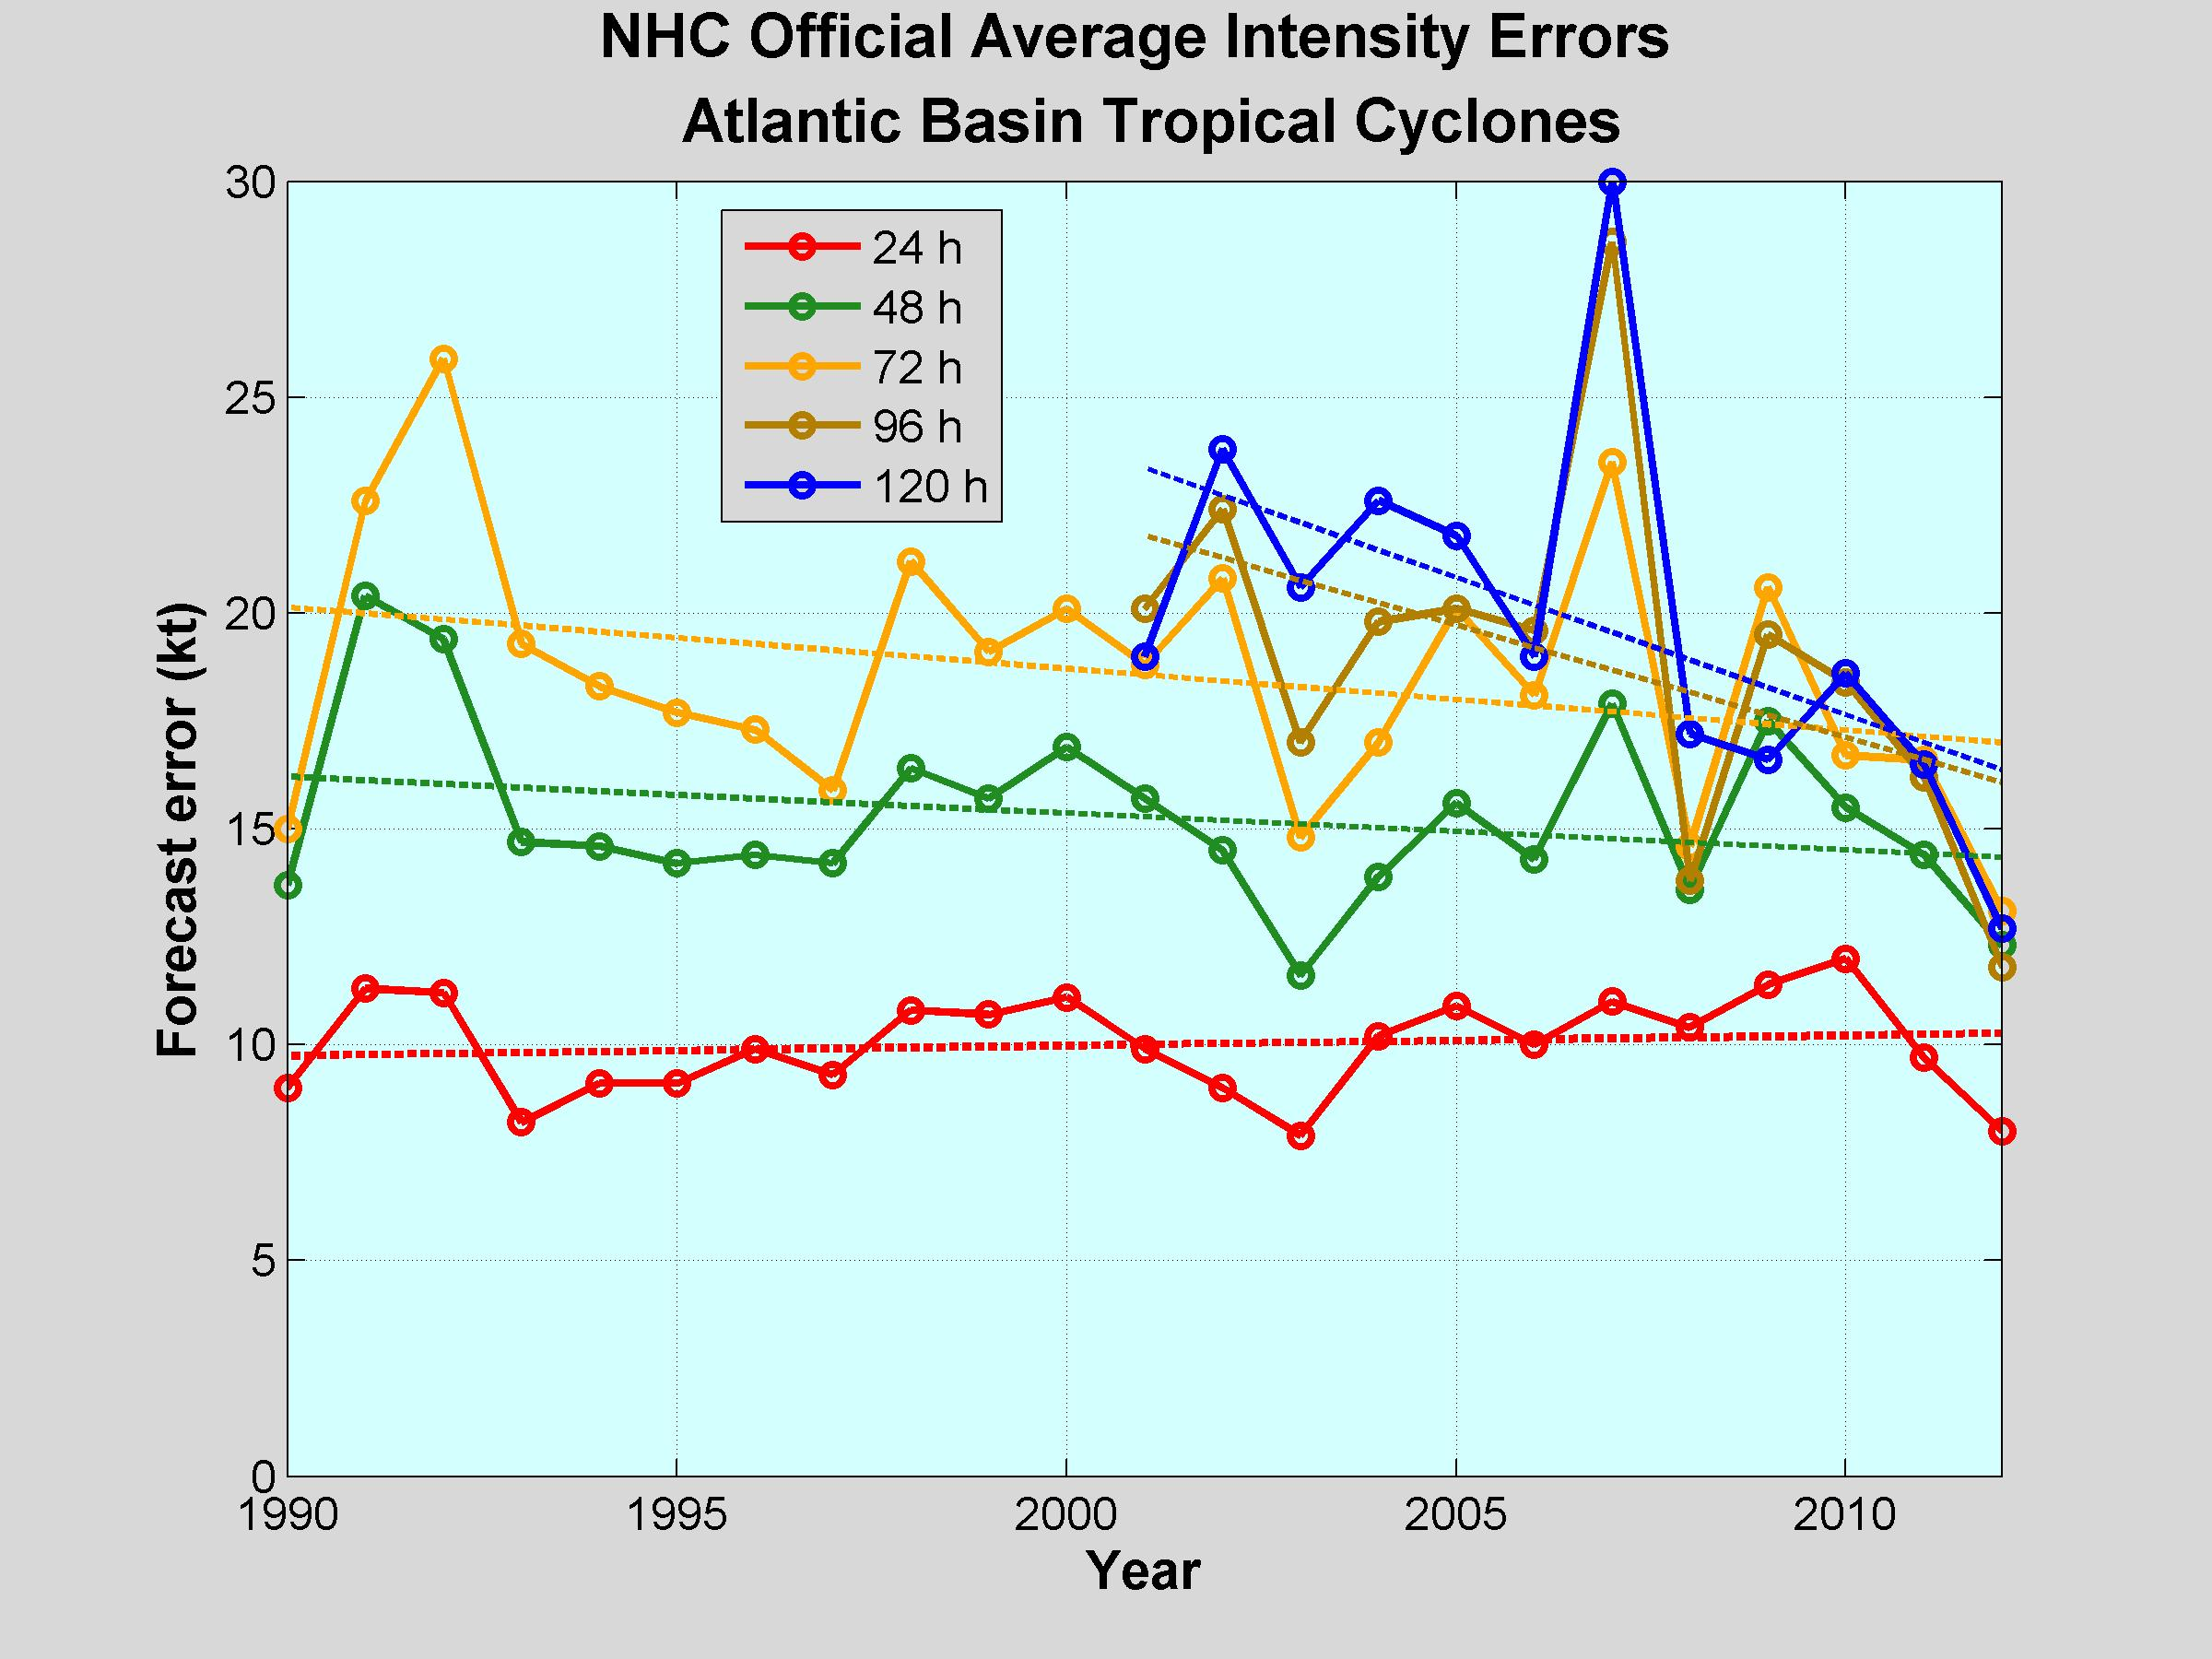 NHC Official Average Intensity Errors
Atlantic Basin Tropical Cyclones
30
25
20
15
10
5
0
Forecast error (kt)
24 h
48 h
72 h
96 h
120 h
1990 1995 2000 2005 2010
Year